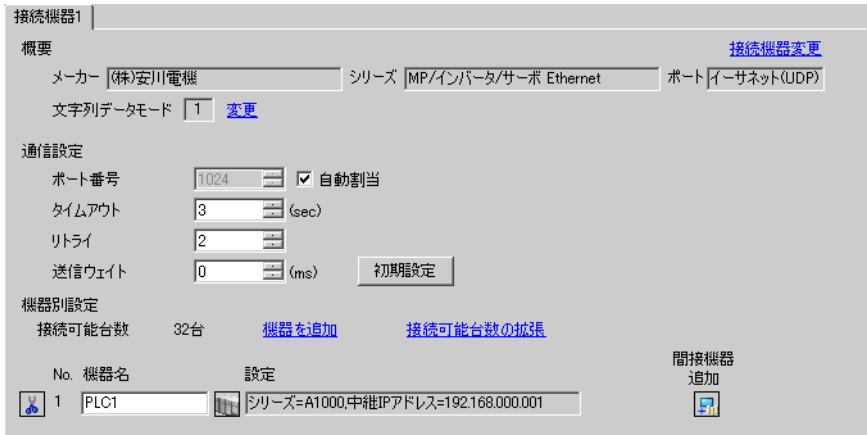 接続機器1
概要
接続機器変更
メーカー (株)安川電機 シリーズ MP/インバータ/サーボ Ethernet ポート イーサネット(UDP)
文字列データモード 1 変更
通信設定
ポート番号 1024 自動割当
タイムアウト 3 (sec)
リトライ 2
送信ウェイト 0 (ms) 初期設定
機器別設定
接続可能台数 32台 機器を追加 接続可能台数の拡張
間接機器
追加
No. 機器名 設定
1 PLC1 シリーズ=A1000,中継IPアドレス=192.168.000.001